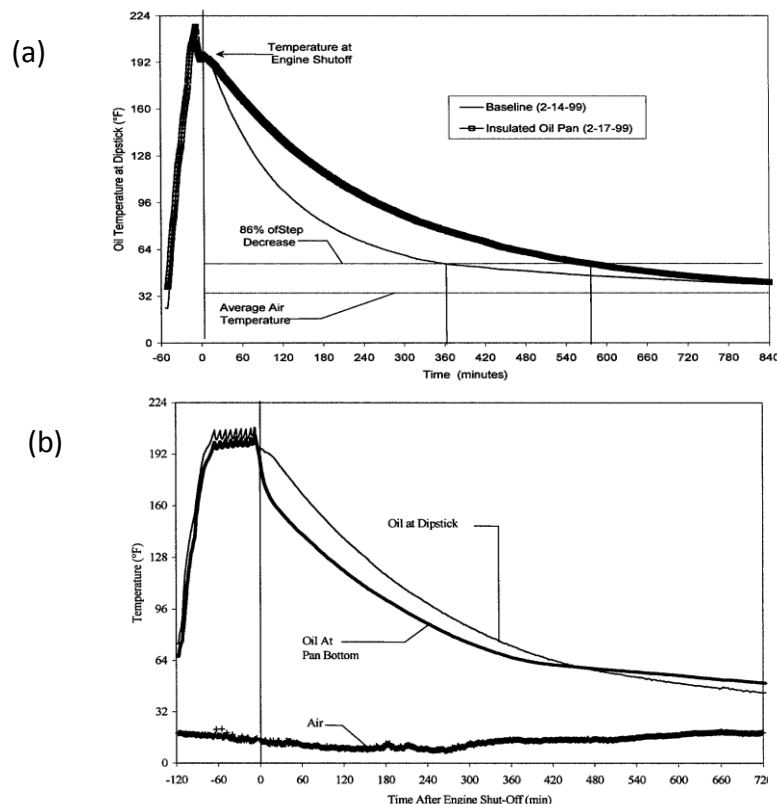 (a)
224
192
160
128
96
64
32
0
Oil Temperature at Dipstick (°F)
Temperature at
Engine Shutoff
Baseline (2-14-99)
Insulated Oil Pan (2-17-99)
86% ofStep
Decrease
Average Air
Temperature
-60 0 60 120 180 240 300 360 420 480 540 600 660 720 780 840
Time (minutes)
(b)
224
192
160
128
96
64
32
0
Temperature (°F)
Oil at Dipstick
Oil At
Pan Bottom
Air
-120 -60 0 60 120 180 240 300 360 420 480 540 600 660 720
Time After Engine Shut-Off (min)